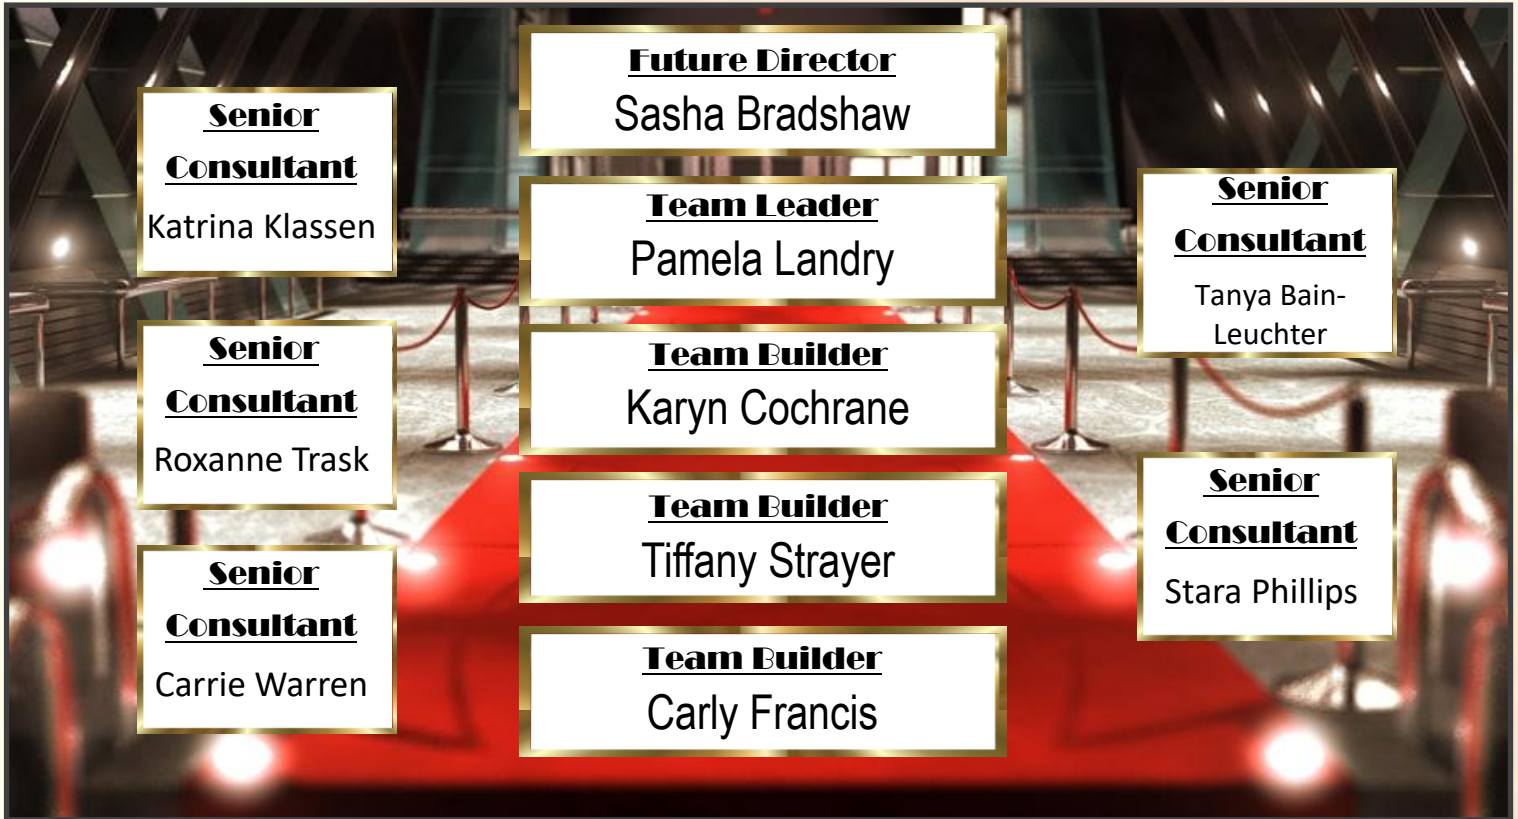 Senior
Consultant
Katrina Klassen
Senior
Consultant
Roxanne Trask
Senior
Consultant
Carrie Warren
Future Director
Sasha Bradshaw
Team Leader
Pamela Landry
Team Builder
Karyn Cochrane
Team Builder
Tiffany Strayer
Team Builder
Carly Francis
Senior
Consultant
Tanya Bain-
Leuchter
Senior
Consultant
Stara Phillips